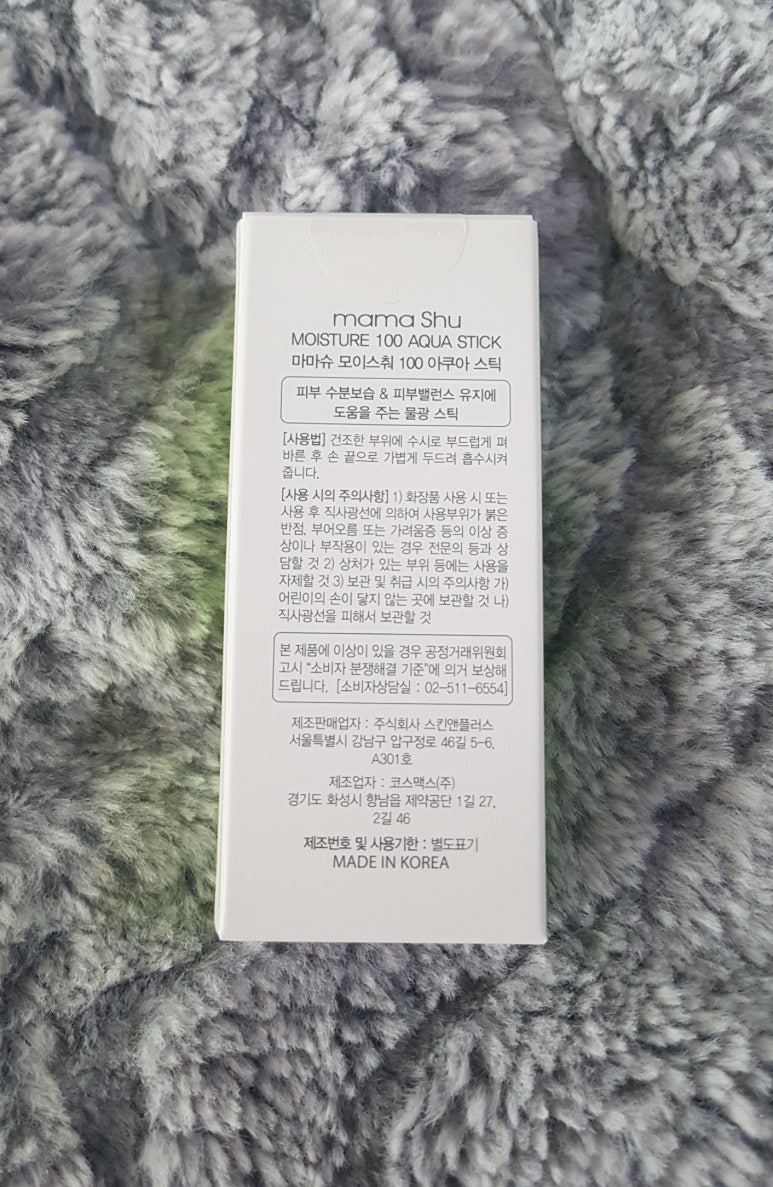 mama Shu
MOISTURE 100 AQUA STICK
마마슈 모이스춰 100 아쿠아 스틱
피부 수분보습 & 피부밸런스 유지에
도움을 주는 물광 스틱
[사용법] 건조한 부위에 수시로 부드럽게 펴
바른 후 손 끝으로 가볍게 두드려 흡수시켜
줍니다.
[사용 시의 주의사항] 1) 화장품 사용 시 또는
사용 후 직사광선에 의하여 사용부위가 붉은
반점, 부어오름 또는 가려움증 등의 이상 증
상이나 부작용이 있는 경우 전문의 등과 상
담할 것 2) 상처가 있는 부위 등에는 사용을
자제할 것 3) 보관 및 취급 시의 주의사항 가)
어린이의 손이 닿지 않는 곳에 보관할 것 나)
직사광선을 피해서 보관할 것
본 제품에 이상이 있을 경우 공정거래위원회
고시 "소비자 분쟁해결 기준"에 의거 보상해
드립니다. [소비자상담실 : 02-511-6554]
제조판매업자 : 주식회사 스킨앤플러스
서울특별시 강남구 압구정로 46길 5-6,
A301호
제조업자 : 코스맥스(주)
경기도 화성시 향남읍 제약공단 1길 27,
2길 46
제조번호 및 사용기한 : 별도표기
MADE IN KOREA